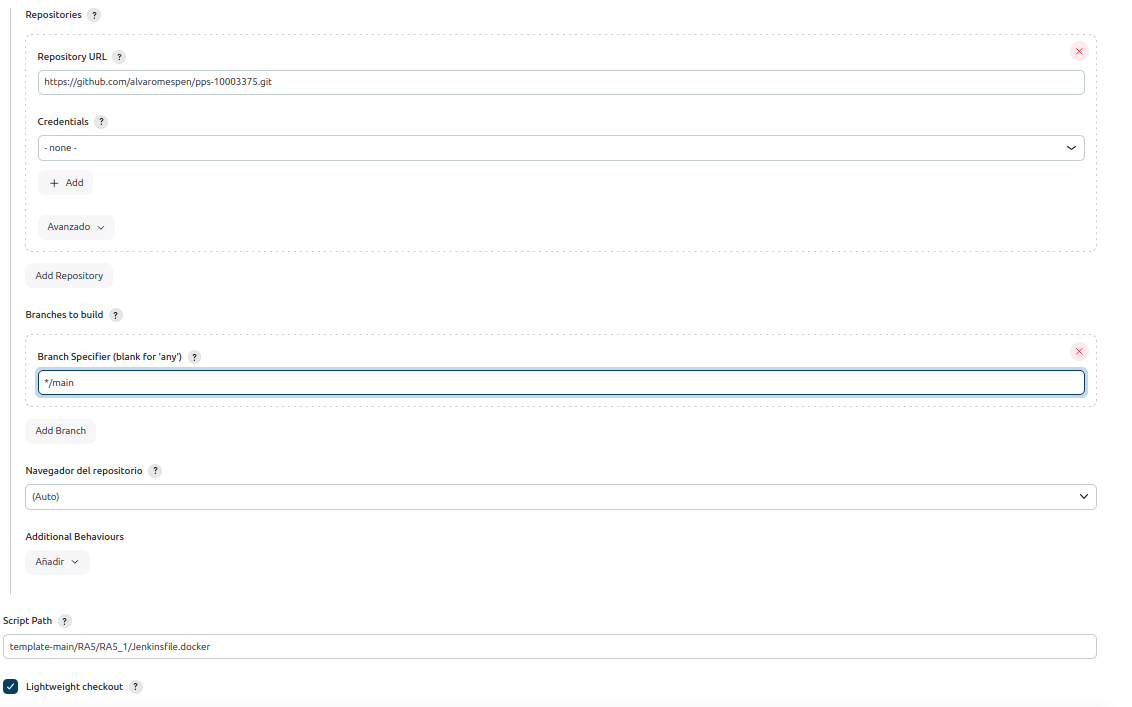 Repositories ?
Repository URL ?
https://github.com/alvaromespen/pps-10003375.git
Credentials ?
- none -
+ Add
Avanzado
Add Repository
Branches to build ?
Branch Specifier (blank for 'any') ?
*/main
Add Branch
Navegador del repositorio ?
(Auto)
Additional Behaviours
Añadir
Script Path ?
template-main/RA5/RA5_1/Jenkinsfile.docker
Lightweight checkout ?